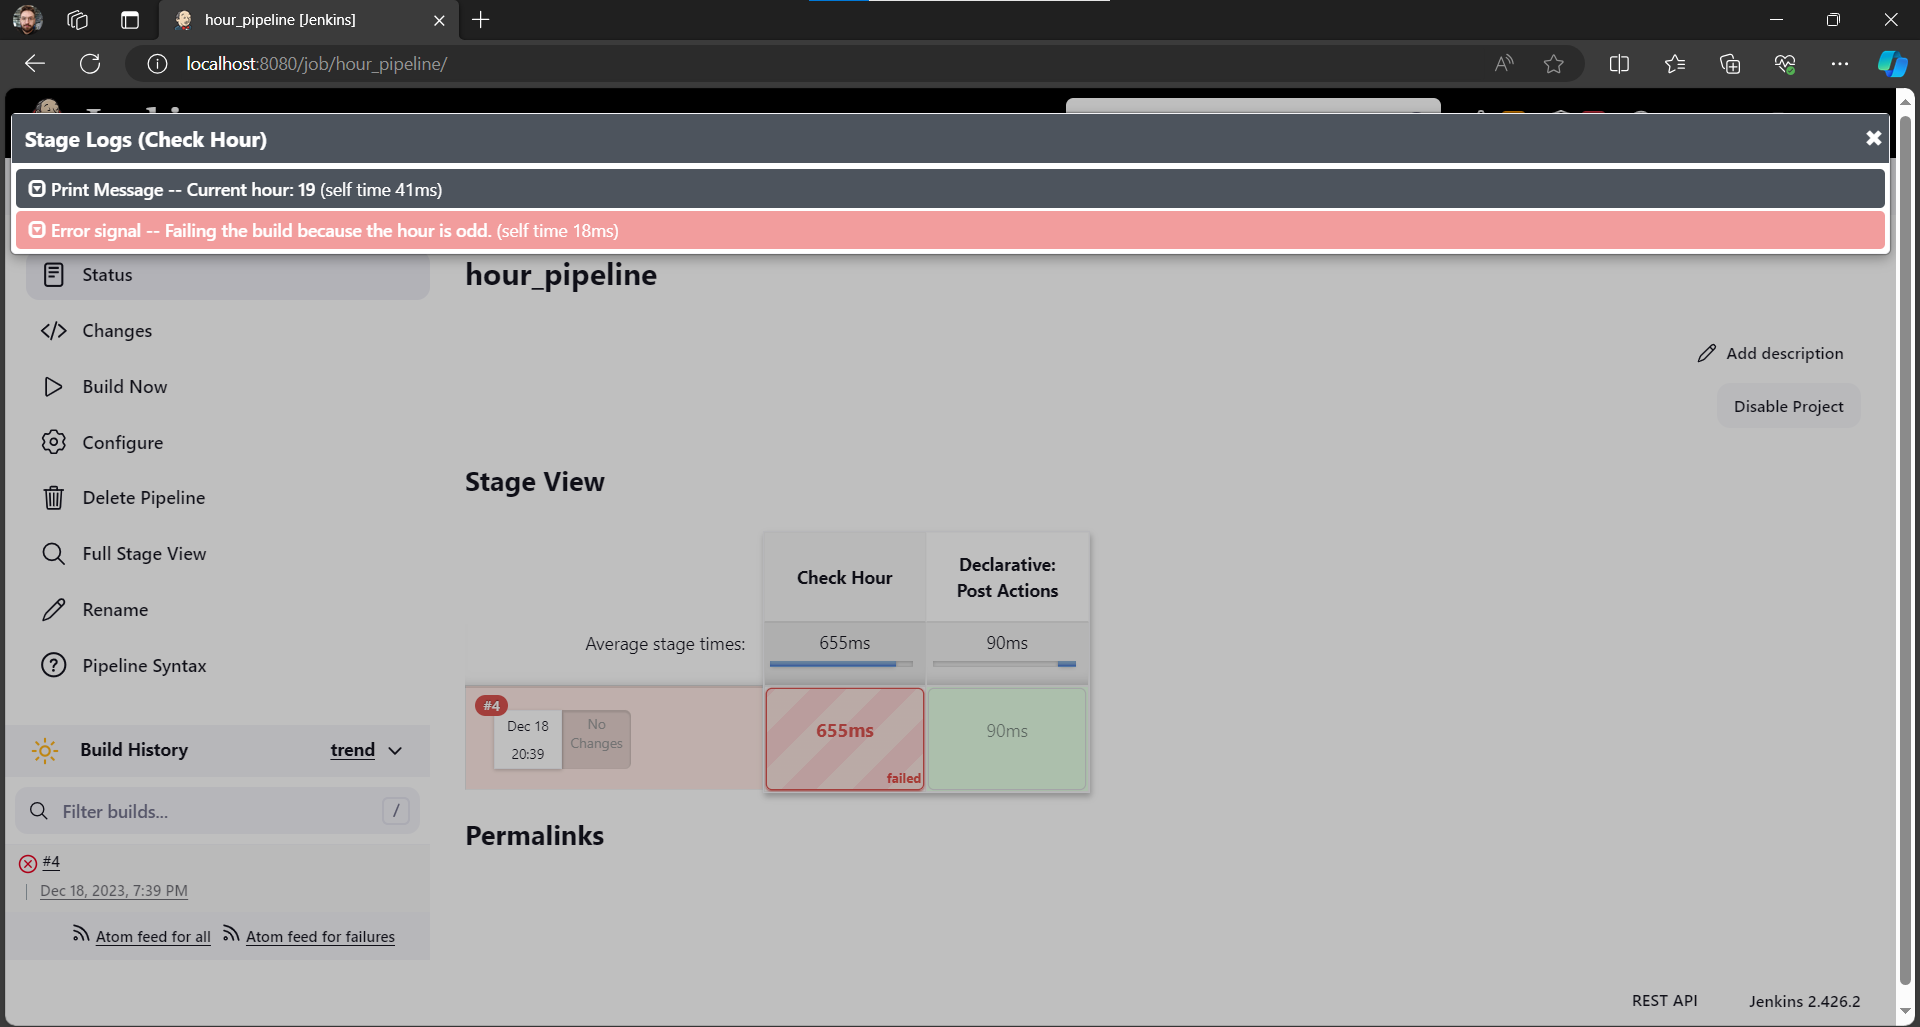 hour_pipeline [Jenkins]
localhost:8080/job/hour_pipeline/
Stage Logs (Check Hour)
Print Message -- Current hour: 19 (self time 41ms)
Error signal -- Failing the build because the hour is odd. (self time 18ms)
Status
Changes
Build Now
Configure
Delete Pipeline
Full Stage View
Rename
Pipeline Syntax
Build History
trend
Filter builds...
/
#4
Dec 18, 2023, 7:39 PM
Atom feed for all
Atom feed for failures
hour_pipeline
Add description
Disable Project
Stage View
Check Hour
Declarative:
Post Actions
Average stage times:
655ms
90ms
#4
Dec 18
20:39
No
Changes
655ms
failed
90ms
Permalinks
REST API
Jenkins 2.426.2